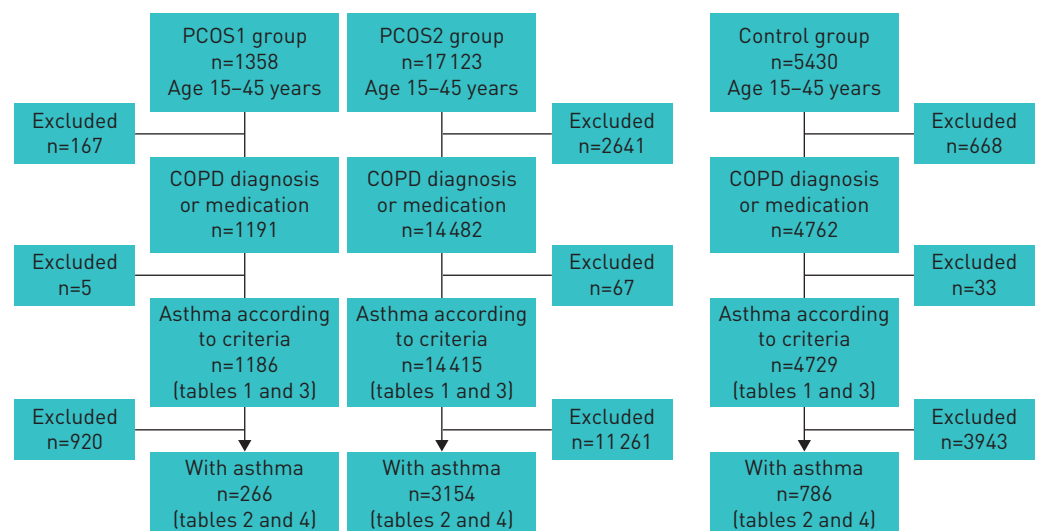 PCOS1 group
n=1358
Age 15–45 years
PCOS2 group
n=17 123
Age 15–45 years
Control group
n=5430
Age 15–45 years
Excluded
n=167
Excluded
n=2641
Excluded
n=668
COPD diagnosis
or medication
n=1191
COPD diagnosis
or medication
n=14 482
COPD diagnosis
or medication
n=4762
Excluded
n=5
Excluded
n=67
Excluded
n=33
Asthma according
to criteria
n=1186
(tables 1 and 3)
Asthma according
to criteria
n=14 415
(tables 1 and 3)
Asthma according
to criteria
n=4729
(tables 1 and 3)
Excluded
n=920
Excluded
n=11 261
Excluded
n=3943
With asthma
n=266
(tables 2 and 4)
With asthma
n=3154
(tables 2 and 4)
With asthma
n=786
(tables 2 and 4)